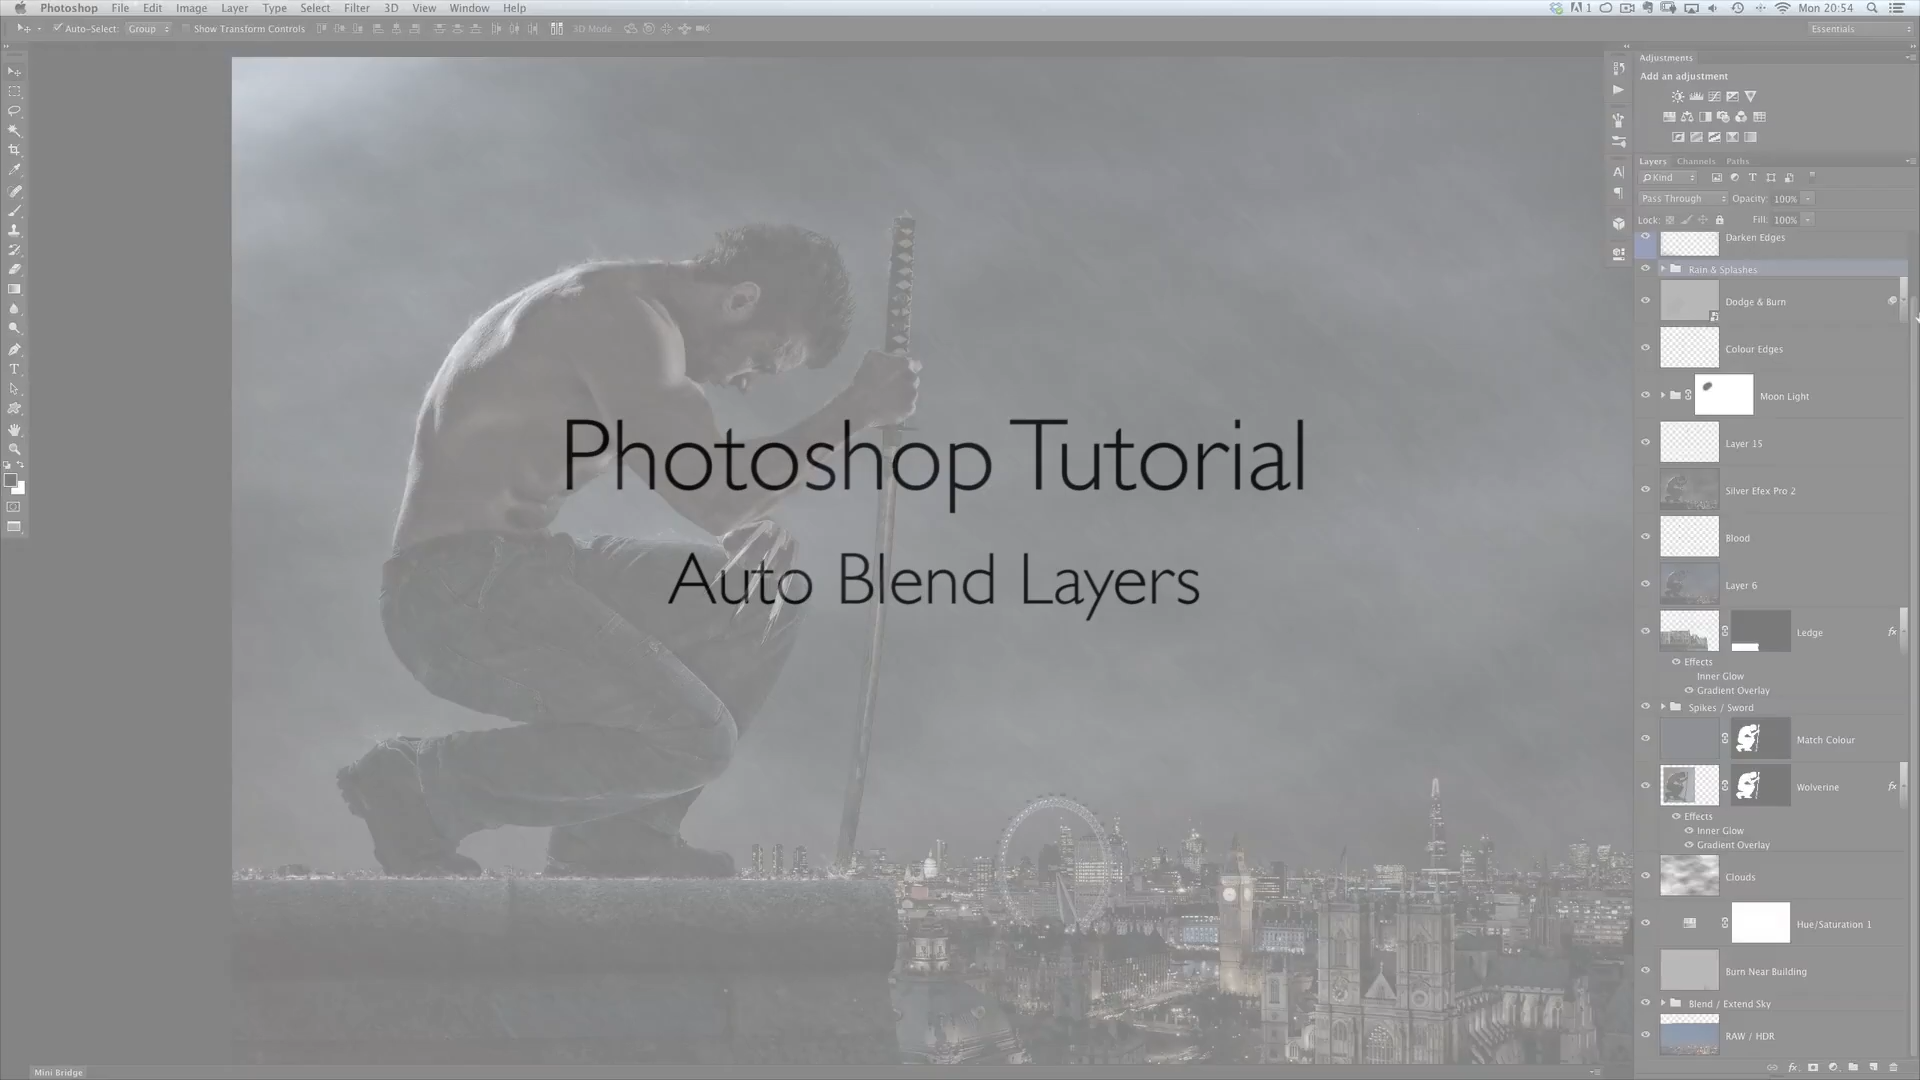 Photoshop File Edit Image Layer Type Select Filter 3D View Window Help
1 Mon 20:54
Auto-Select: Group Show Transform Controls 3D Mode Essentials
Adjustments
Add an adjustment
Layers Channels Paths
Kind
Pass Through Opacity: 100%
Lock: Fill: 100%
Darken Edges
Rain & Splashes
Dodge & Burn
Colour Edges
Moon Light
Layer 15
Silver Efex Pro 2
Blood
Layer 6
Ledge fx
Effects
Inner Glow
Gradient Overlay
Spikes / Sword
Match Colour
Wolverine fx
Effects
Inner Glow
Gradient Overlay
Clouds
Hue/Saturation 1
Burn Near Building
Blend / Extend Sky
RAW / HDR
Photoshop Tutorial
Auto Blend Layers
Mini Bridge